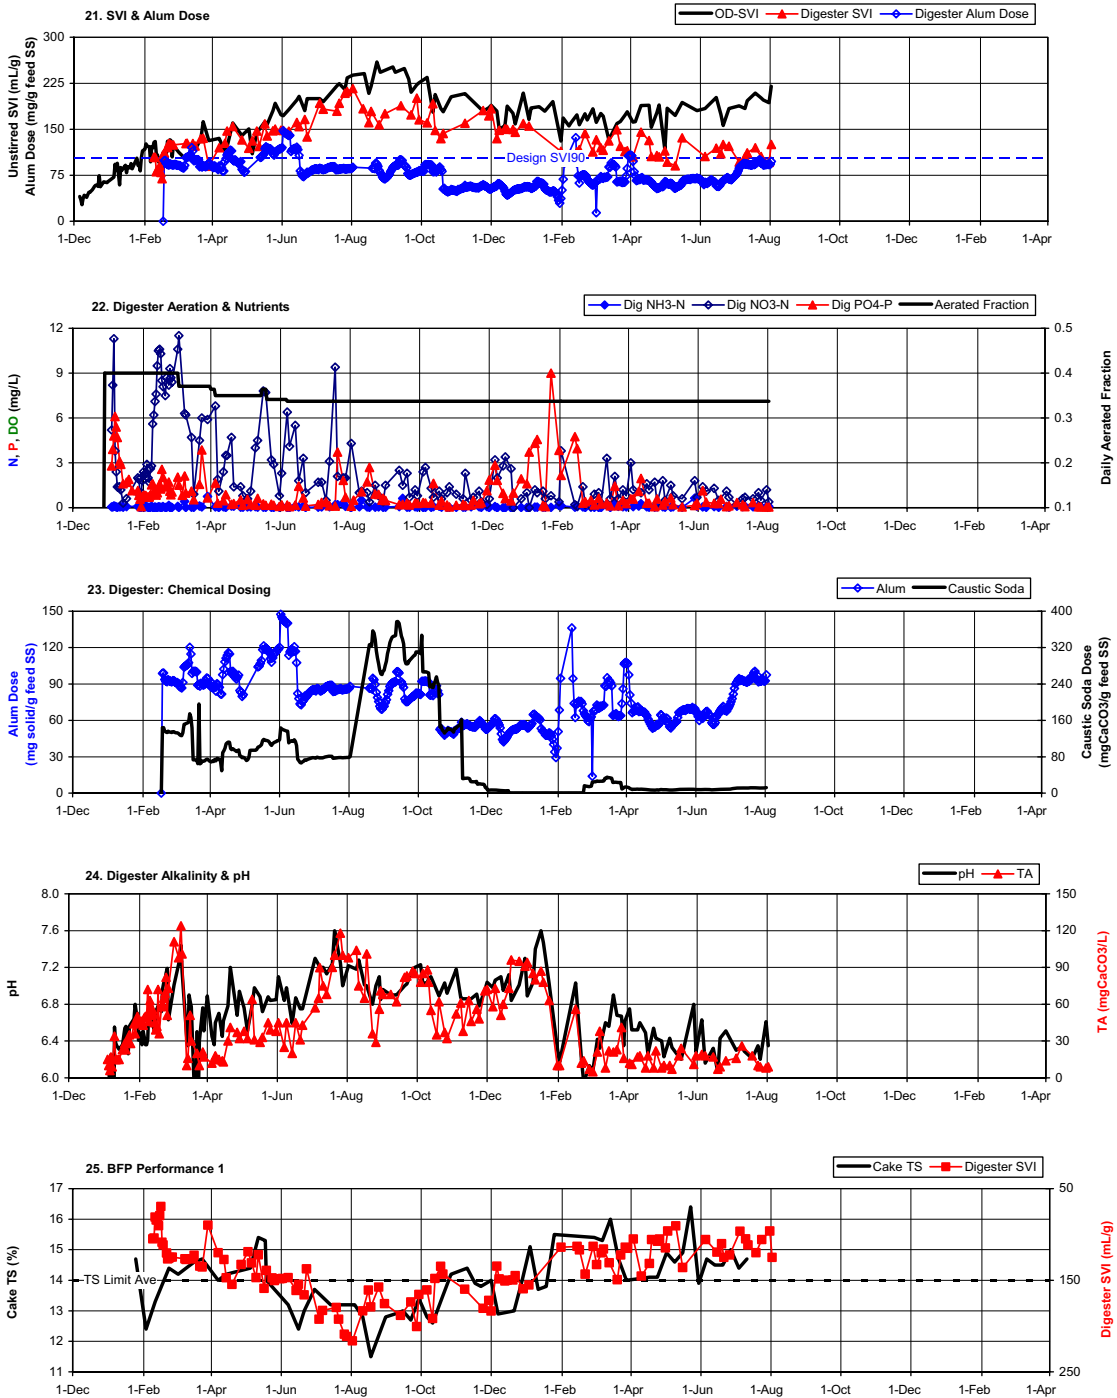 21. SVI & Alum Dose
OD-SVI Digester SVI Digester Alum Dose
Unstirred SVI (mL/g)
Alum Dose (mg/g feed SS)
300
225
150
75
0
Design SVI90
1-Dec 1-Feb 1-Apr 1-Jun 1-Aug 1-Oct 1-Dec 1-Feb 1-Apr 1-Jun 1-Aug 1-Oct 1-Dec 1-Feb 1-Apr
22. Digester Aeration & Nutrients
Dig NH3-N Dig NO3-N Dig PO4-P Aerated Fraction
N, P, DO (mg/L)
12
9
6
3
0
0.5
0.4
0.3
0.2
0.1
Daily Aerated Fraction
1-Dec 1-Feb 1-Apr 1-Jun 1-Aug 1-Oct 1-Dec 1-Feb 1-Apr 1-Jun 1-Aug 1-Oct 1-Dec 1-Feb 1-Apr
23. Digester: Chemical Dosing
Alum Caustic Soda
Alum Dose
(mg solid/g feed SS)
150
120
90
60
30
0
400
320
240
160
80
0
Caustic Soda Dose
(mgCaCO3/g feed SS)
1-Dec 1-Feb 1-Apr 1-Jun 1-Aug 1-Oct 1-Dec 1-Feb 1-Apr 1-Jun 1-Aug 1-Oct 1-Dec 1-Feb 1-Apr
24. Digester Alkalinity & pH
pH TA
pH
8.0
7.6
7.2
6.8
6.4
6.0
150
120
90
60
30
0
TA (mgCaCO3/L)
1-Dec 1-Feb 1-Apr 1-Jun 1-Aug 1-Oct 1-Dec 1-Feb 1-Apr 1-Jun 1-Aug 1-Oct 1-Dec 1-Feb 1-Apr
25. BFP Performance 1
Cake TS Digester SVI
Cake TS (%)
17
16
15
14
13
12
11
TS Limit Ave
50
150
250
Digester SVI (mL/g)
1-Dec 1-Feb 1-Apr 1-Jun 1-Aug 1-Oct 1-Dec 1-Feb 1-Apr 1-Jun 1-Aug 1-Oct 1-Dec 1-Feb 1-Apr